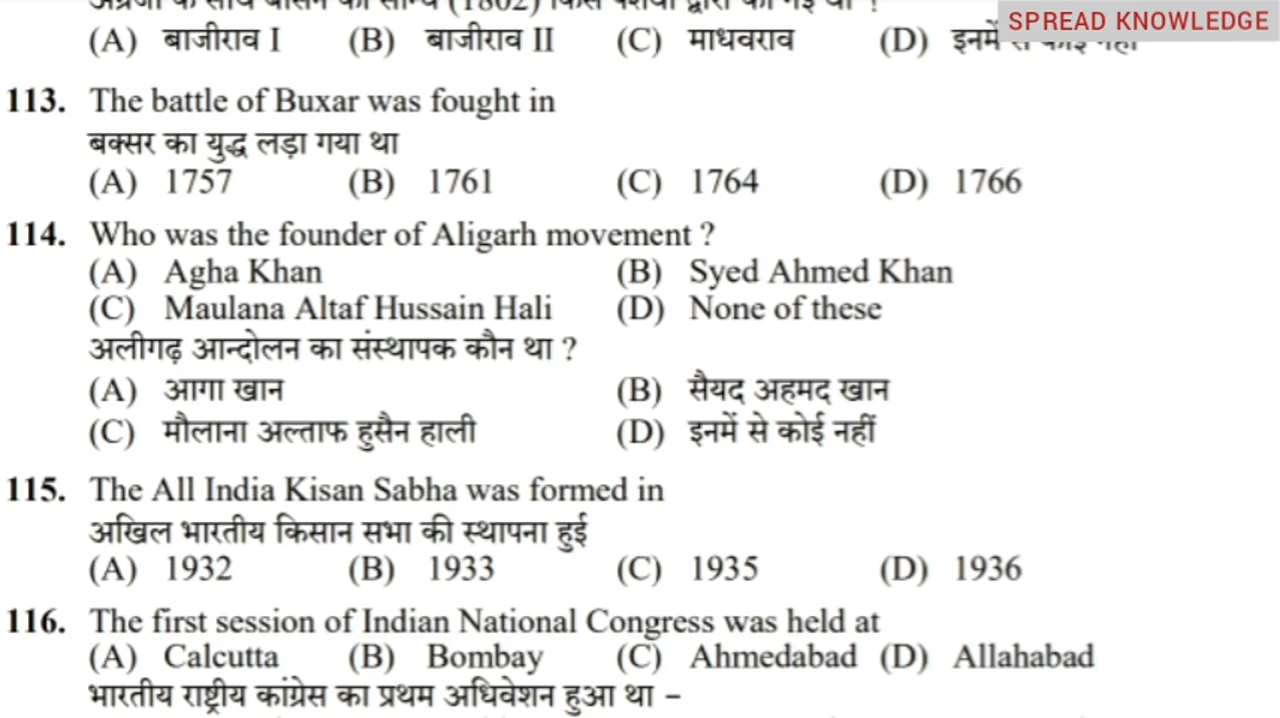 SPREAD KNOWLEDGE
(A) बाजीराव I (B) बाजीराव II (C) माधवराव (D) इनमें
113. The battle of Buxar was fought in
बक्सर का युद्ध लड़ा गया था
(A) 1757 (B) 1761 (C) 1764 (D) 1766
114. Who was the founder of Aligarh movement ?
(A) Agha Khan (B) Syed Ahmed Khan
(C) Maulana Altaf Hussain Hali (D) None of these
अलीगढ़ आन्दोलन का संस्थापक कौन था ?
(A) आगा खान (B) सैयद अहमद खान
(C) मौलाना अल्ताफ हुसैन हाली (D) इनमें से कोई नहीं
115. The All India Kisan Sabha was formed in
अखिल भारतीय किसान सभा की स्थापना हुई
(A) 1932 (B) 1933 (C) 1935 (D) 1936
116. The first session of Indian National Congress was held at
(A) Calcutta (B) Bombay (C) Ahmedabad (D) Allahabad
भारतीय राष्ट्रीय कांग्रेस का प्रथम अधिवेशन हुआ था –